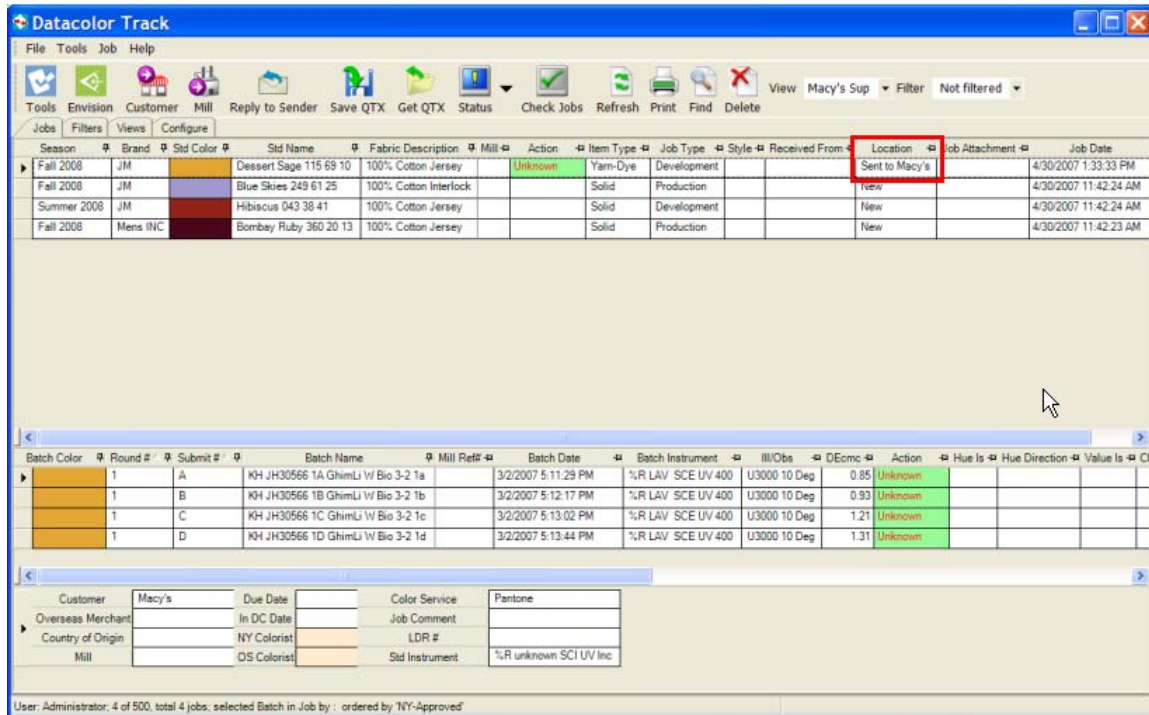 Datacolor Track
File Tools Job Help
Tools Envision Customer Mill Reply to Sender Save QTX Get QTX Status Check Jobs Refresh Print Find Delete View Macy's Sup Filter Not filtered
Jobs Filters Views Configure
Season Brand Std Color Std Name Fabric Description Mill Action Item Type Job Type Style Received From Location Job Attachment Job Date
Fall 2008 JM Dessert Sage 115 69 10 100% Cotton Jersey Unknown Yarn-Dye Development Sent to Macy's 4/30/2007 1:33:33 PM
Fall 2008 JM Blue Skies 249 61 25 100% Cotton Interlock Solid Production New 4/30/2007 11:42:24 AM
Summer 2008 JM Hibiscus 043 38 41 100% Cotton Jersey Solid Development New 4/30/2007 11:42:24 AM
Fall 2008 Mens INC Bombay Ruby 360 20 13 100% Cotton Jersey Solid Production New 4/30/2007 11:42:23 AM
Batch Color Round # Submit # Batch Name Mill Ref# Batch Date Batch Instrument Ill/Obs DEcmc Action Hue Is Hue Direction Value Is Cl
1 A KH JH30566 1A GhimLi W Bio 3-2 1a 3/2/2007 5:11:29 PM %R LAV SCE UV 400 U3000 10 Deg 0.85 Unknown
1 B KH JH30566 1B GhimLi W Bio 3-2 1b 3/2/2007 5:12:17 PM %R LAV SCE UV 400 U3000 10 Deg 0.93 Unknown
1 C KH JH30566 1C GhimLi W Bio 3-2 1c 3/2/2007 5:13:02 PM %R LAV SCE UV 400 U3000 10 Deg 1.21 Unknown
1 D KH JH30566 1D GhimLi W Bio 3-2 1d 3/2/2007 5:13:44 PM %R LAV SCE UV 400 U3000 10 Deg 1.31 Unknown
Customer Macy's Due Date Color Service Pantone
Overseas Merchant In DC Date Job Comment
Country of Origin NY Colorist LDR #
Mill OS Colorist Std Instrument %R unknown SCI UV Inc
User: Administrator; 4 of 500, total 4 jobs; selected Batch in Job by : ordered by 'NY-Approved'